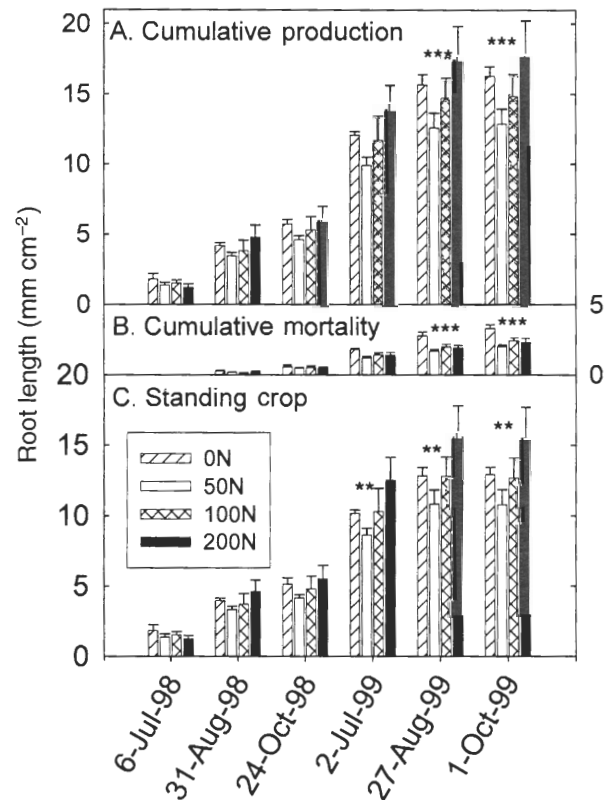 20
A. Cumulative production
***
***
15
10
5
0
5
B. Cumulative mortality
***
***
0
20
C. Standing crop
**
**
**
15
10
5
0
0N
50N
100N
200N
Root length (mm cm⁻²)
6-Jul-98
31-Aug-98
24-Oct-98
2-Jul-99
27-Aug-99
1-Oct-99